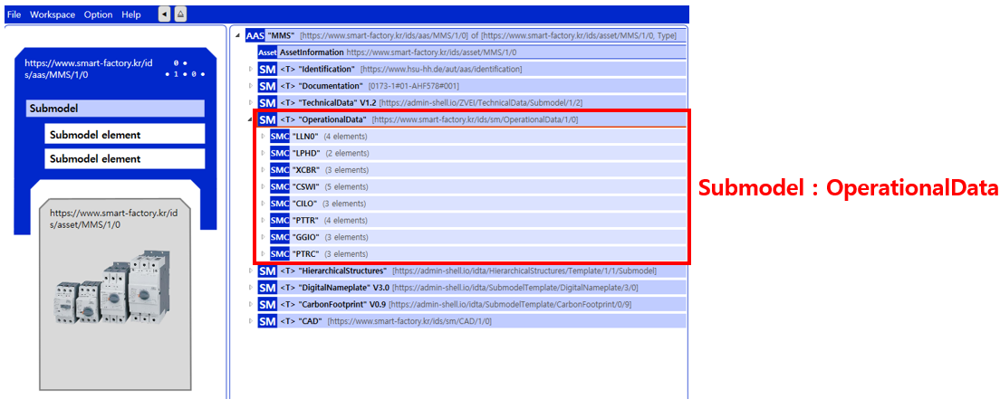 File Workspace Option Help
https://www.smart-factory.kr/id
s/aas/MMS/1/0
0
1 0
Submodel
Submodel element
Submodel element
https://www.smart-factory.kr/id
s/asset/MMS/1/0
AAS "MMS" [https://www.smart-factory.kr/ids/aas/MMS/1/0] of [https://www.smart-factory.kr/ids/asset/MMS/1/0, Type]
Asset AssetInformation https://www.smart-factory.kr/ids/asset/MMS/1/0
SM <T> "Identification" [https://www.hsu-hh.de/aut/aas/identification]
SM <T> "Documentation" [0173-1#01-AHF578#001]
SM <T> "TechnicalData" V1.2 [https://admin-shell.io/ZVEI/TechnicalData/Submodel/1/2]
SM <T> "OperationalData" [https://www.smart-factory.kr/ids/sm/OperationalData/1/0]
SMC "LLN0" (4 elements)
SMC "LPHD" (2 elements)
SMC "XCBR" (3 elements)
SMC "CSWI" (5 elements)
SMC "CILO" (3 elements)
SMC "PTTR" (4 elements)
SMC "GGIO" (3 elements)
SMC "PTRC" (3 elements)
SM <T> "HierarchicalStructures" [https://admin-shell.io/idta/HierarchicalStructures/Template/1/1/Submodel]
SM <T> "DigitalNameplate" V3.0 [https://admin-shell.io/idta/SubmodelTemplate/DigitalNameplate/3/0]
SM <T> "CarbonFootprint" V0.9 [https://admin-shell.io/idta/SubmodelTemplate/CarbonFootprint/0/9]
SM <T> "CAD" [https://www.smart-factory.kr/ids/sm/CAD/1/0]
Submodel : OperationalData